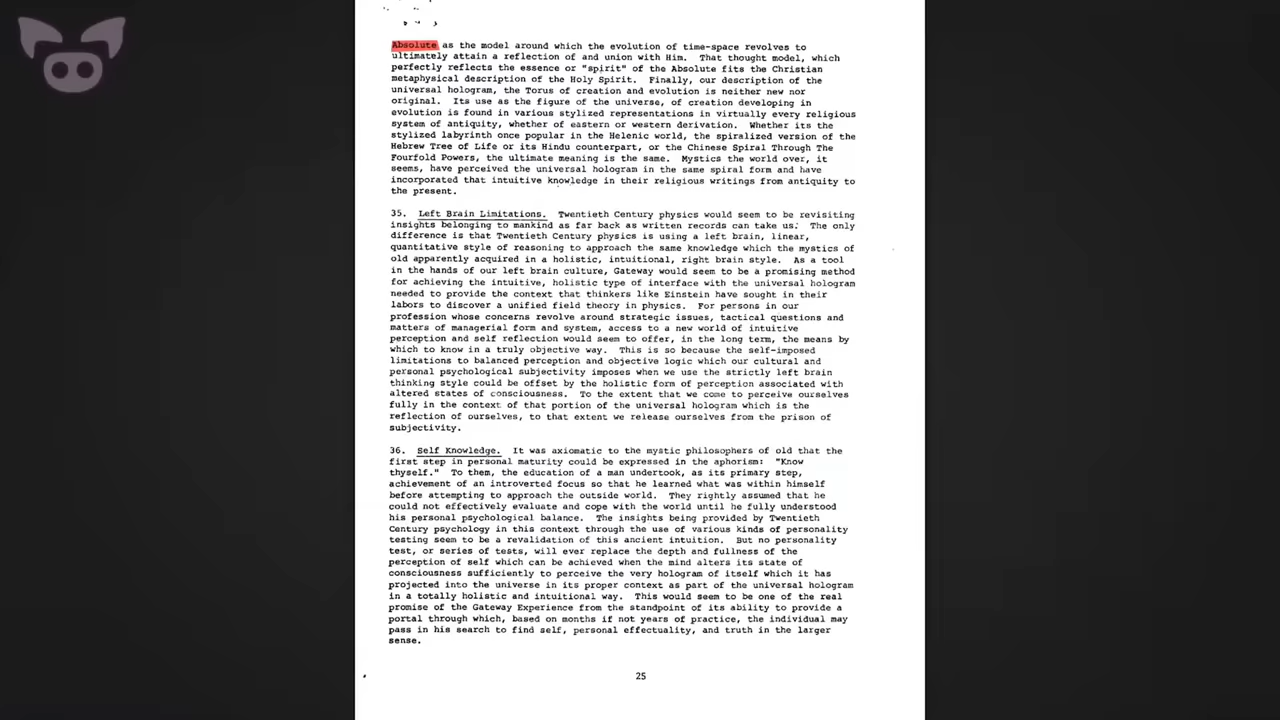 Absolute as the model around which the evolution of time-space revolves to
ultimately attain a reflection of and union with Him. That thought model, which
perfectly reflects the essence or "spirit" of the Absolute fits the Christian
metaphysical description of the Holy Spirit. Finally, our description of the
universal hologram, the Torus of creation and evolution is neither new nor
original. Its use as the figure of the universe, of creation developing in
evolution is found in various stylized representations in virtually every religious
system of antiquity, whether of eastern or western derivation. Whether its the
stylized labyrinth once popular in the Helenic world, the spiralized version of the
Hebrew Tree of Life or its Hindu counterpart, or the Chinese Spiral Through The
Fourfold Powers, the ultimate meaning is the same. Mystics the world over, it
seems, have perceived the universal hologram in the same spiral form and have
incorporated that intuitive knowledge in their religious writings from antiquity to
the present.
35. Left Brain Limitations. Twentieth Century physics would seem to be revisiting
insights belonging to mankind as far back as written records can take us. The only
difference is that Twentieth Century physics is using a left brain, linear,
quantitative style of reasoning to approach the same knowledge which the mystics of
old apparently acquired in a holistic, intuitional, right brain style. As a tool
in the hands of our left brain culture, Gateway would seem to be a promising method
for achieving the intuitive, holistic type of interface with the universal hologram
needed to provide the context that thinkers like Einstein have sought in their
labors to discover a unified field theory in physics. For persons in our
profession whose concerns revolve around strategic issues, tactical questions and
matters of managerial form and system, access to a new world of intuitive
perception and self reflection would seem to offer, in the long term, the means by
which to know in a truly objective way. This is so because the self-imposed
limitations to balanced perception and objective logic which our cultural and
personal psychological subjectivity imposes when we use the strictly left brain
thinking style could be offset by the holistic form of perception associated with
altered states of consciousness. To the extent that we come to perceive ourselves
fully in the context of that portion of the universal hologram which is the
reflection of ourselves, to that extent we release ourselves from the prison of
subjectivity.
36. Self Knowledge. It was axiomatic to the mystic philosophers of old that the
first step in personal maturity could be expressed in the aphorism: "Know
thyself." To them, the education of a man undertook, as its primary step,
achievement of an introverted focus so that he learned what was within himself
before attempting to approach the outside world. They rightly assumed that he
could not effectively evaluate and cope with the world until he fully understood
his personal psychological balance. The insights being provided by Twentieth
Century psychology in this context through the use of various kinds of personality
testing seem to be a revalidation of this ancient intuition. But no personality
test, or series of tests, will ever replace the depth and fullness of the
perception of self which can be achieved when the mind alters its state of
consciousness sufficiently to perceive the very hologram of itself which it has
projected into the universe in its proper context as part of the universal hologram
in a totally holistic and intuitional way. This would seem to be one of the real
promise of the Gateway Experience from the standpoint of its ability to provide a
portal through which, based on months if not years of practice, the individual may
pass in his search to find self, personal effectuality, and truth in the larger
sense.
25